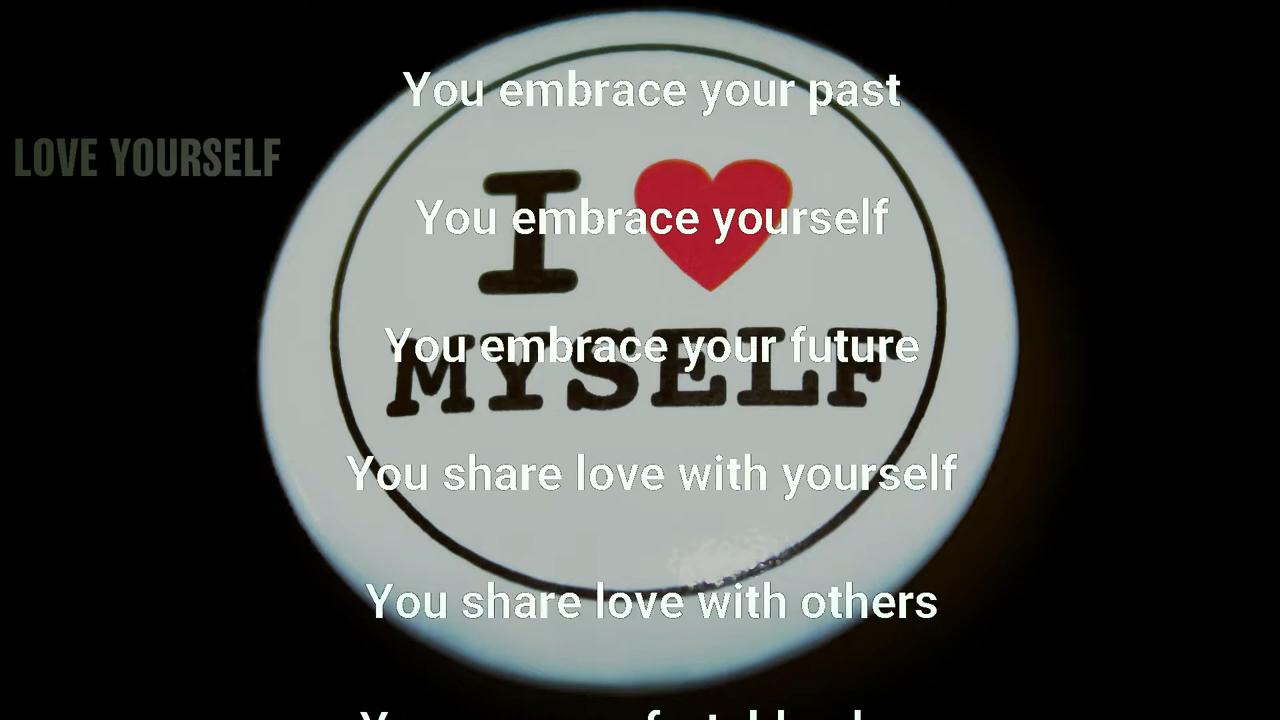 You embrace your past
LOVE YOURSELF
I
You embrace yourself
You embrace your future
MYSELF
You share love with yourself
You share love with others
You